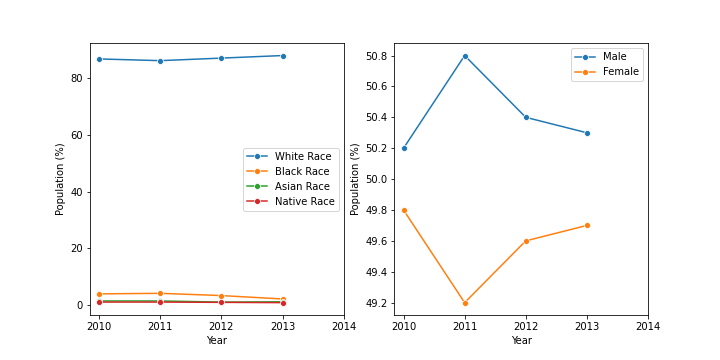 Population (%)
80
60
40
20
0
2010 2011 2012 2013 2014
Year
White Race
Black Race
Asian Race
Native Race
Population (%)
50.8
50.6
50.4
50.2
50.0
49.8
49.6
49.4
49.2
2010 2011 2012 2013 2014
Year
Male
Female